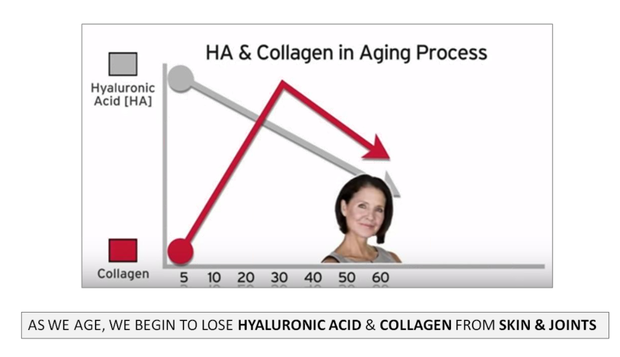 HA & Collagen in Aging Process
Hyaluronic
Acid [HA]
Collagen
5 10 20 30 40 50 60
AS WE AGE, WE BEGIN TO LOSE HYALURONIC ACID & COLLAGEN FROM SKIN & JOINTS